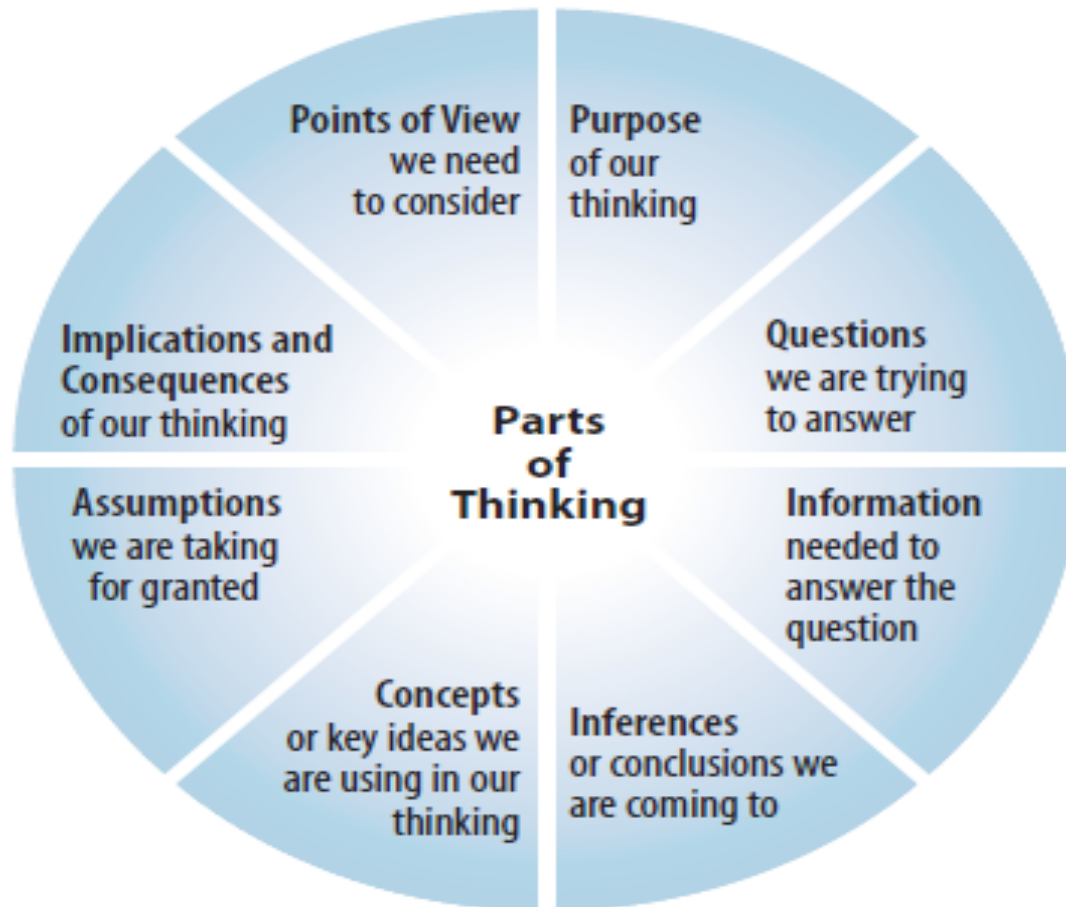 Points of View
we need
to consider
Purpose
of our
thinking
Questions
we are trying
to answer
Information
needed to
answer the
question
Inferences
or conclusions we
are coming to
Concepts
or key ideas we
are using in our
thinking
Assumptions
we are taking
for granted
Implications and
Consequences
of our thinking
Parts
of
Thinking